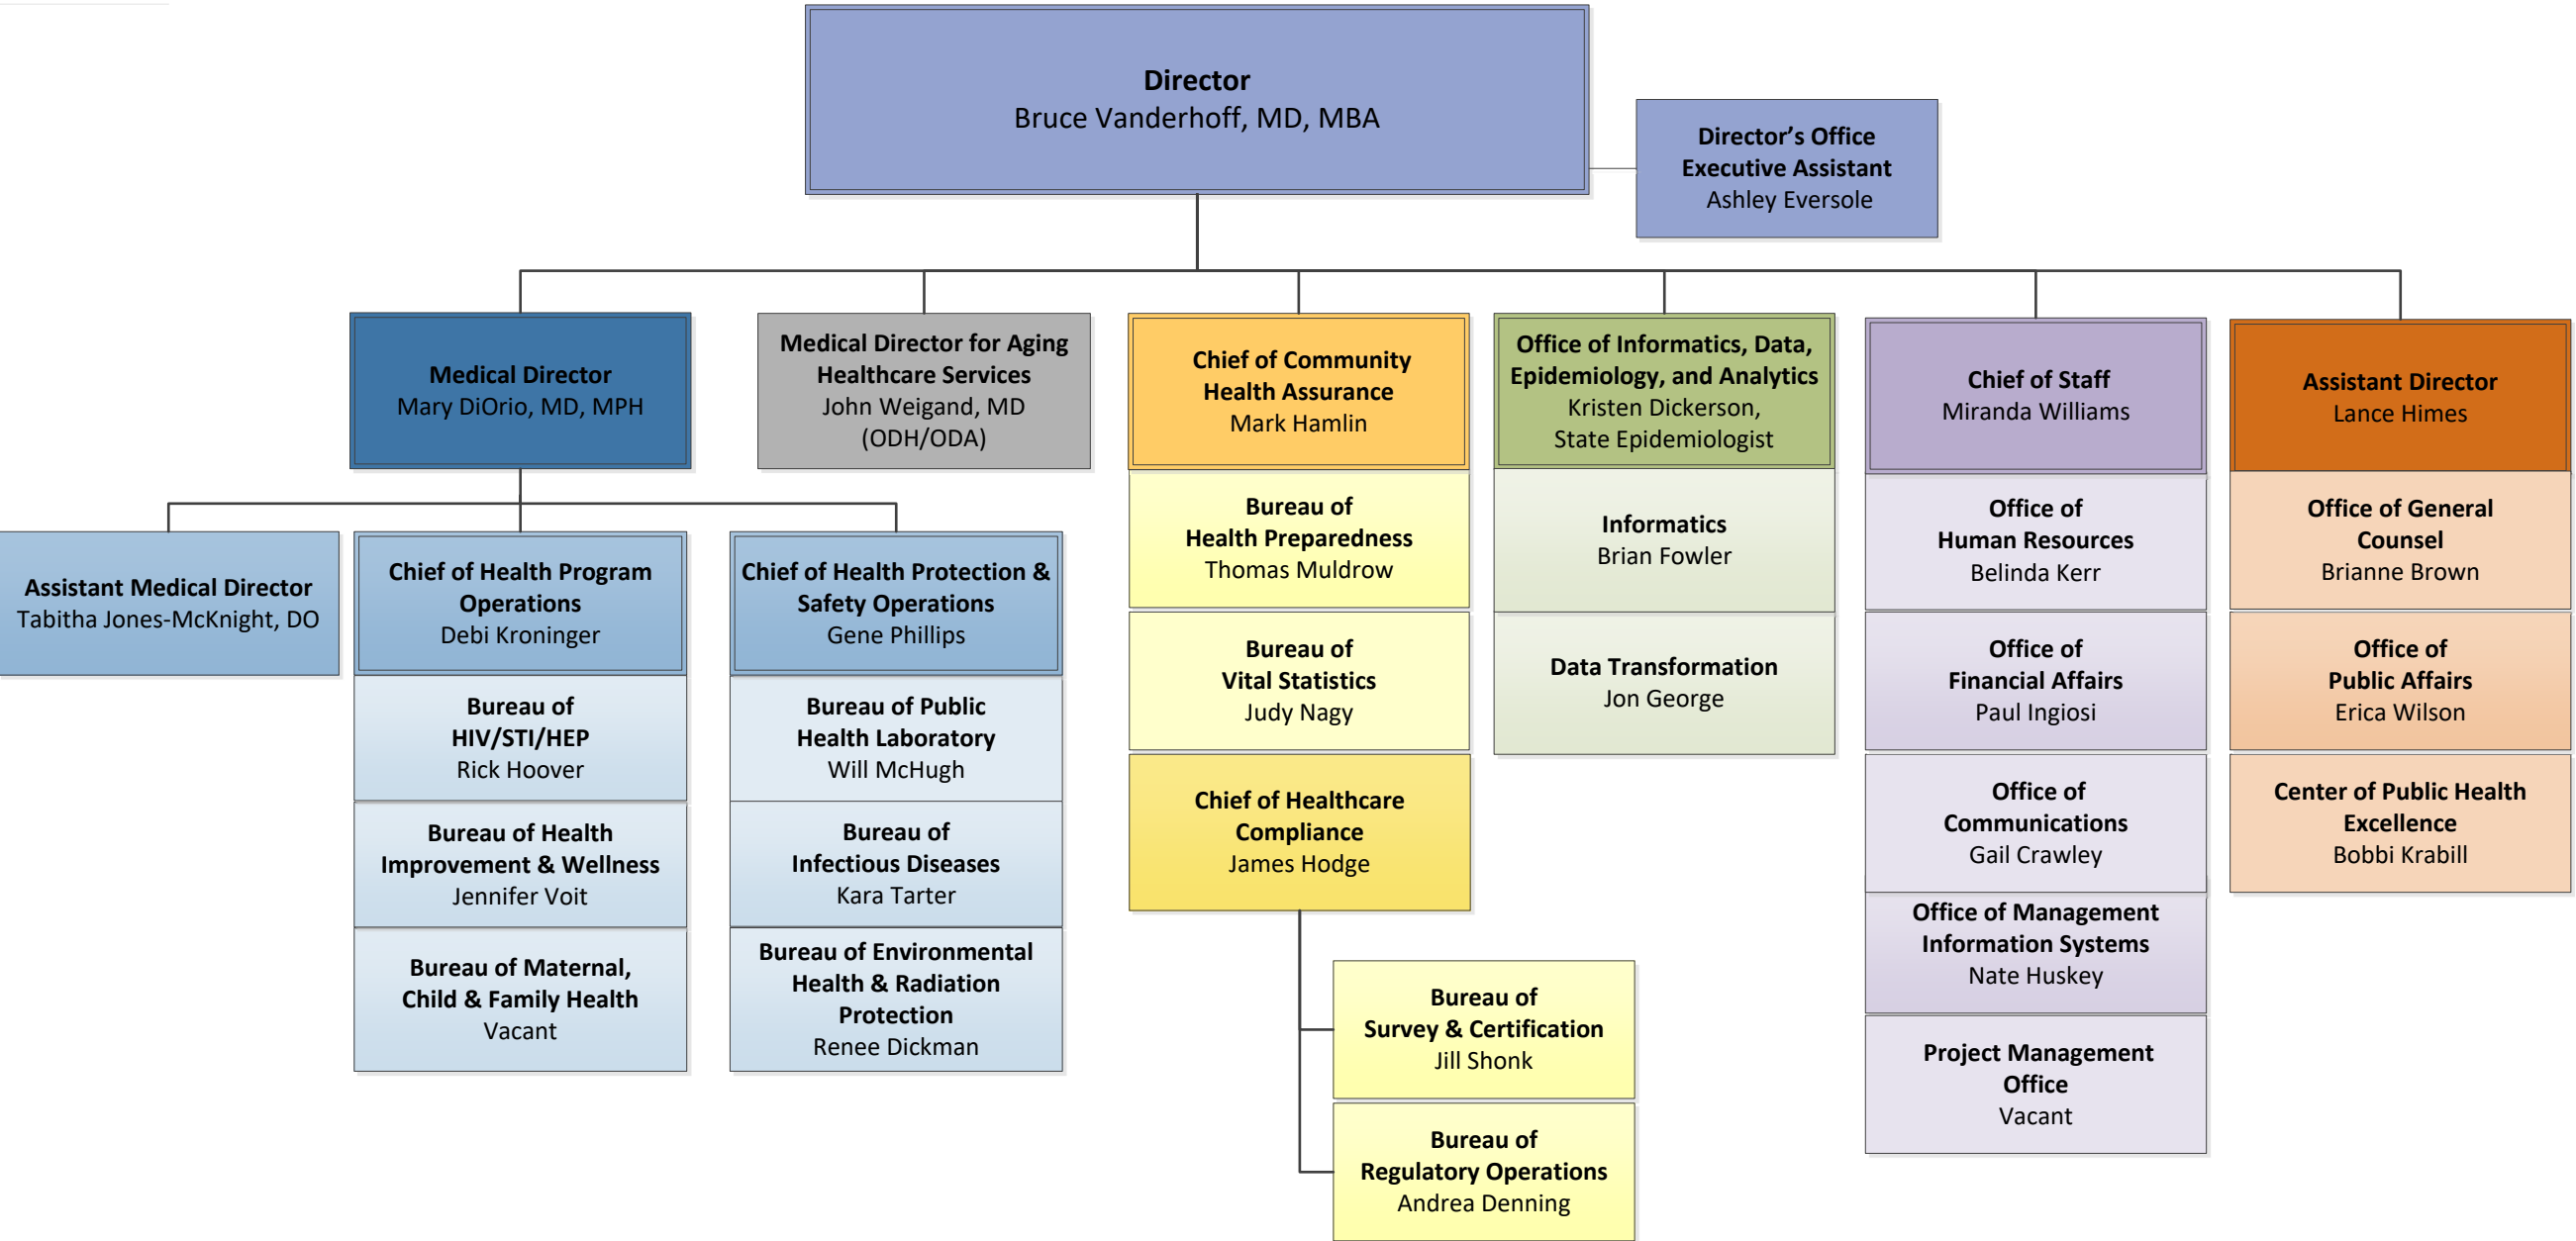 Director
Bruce Vanderhoff, MD, MBA
Director’s Office
Executive Assistant
Ashley Eversole
Medical Director
Mary DiOrio, MD, MPH
Medical Director for Aging
Healthcare Services
John Weigand, MD
(ODH/ODA)
Chief of Community
Health Assurance
Mark Hamlin
Office of Informatics, Data,
Epidemiology, and Analytics
Kristen Dickerson,
State Epidemiologist
Chief of Staff
Miranda Williams
Assistant Director
Lance Himes
Assistant Medical Director
Tabitha Jones-McKnight, DO
Chief of Health Program
Operations
Debi Kroninger
Bureau of
HIV/STI/HEP
Rick Hoover
Bureau of Health
Improvement & Wellness
Jennifer Voit
Bureau of Maternal,
Child & Family Health
Vacant
Chief of Health Protection &
Safety Operations
Gene Phillips
Bureau of Public
Health Laboratory
Will McHugh
Bureau of
Infectious Diseases
Kara Tarter
Bureau of Environmental
Health & Radiation
Protection
Renee Dickman
Bureau of
Health Preparedness
Thomas Muldrow
Bureau of
Vital Statistics
Judy Nagy
Chief of Healthcare
Compliance
James Hodge
Bureau of
Survey & Certification
Jill Shonk
Bureau of
Regulatory Operations
Andrea Denning
Informatics
Brian Fowler
Data Transformation
Jon George
Office of
Human Resources
Belinda Kerr
Office of
Financial Affairs
Paul Ingiosi
Office of
Communications
Gail Crawley
Office of Management
Information Systems
Nate Huskey
Project Management
Office
Vacant
Office of General
Counsel
Brianne Brown
Office of
Public Affairs
Erica Wilson
Center of Public Health
Excellence
Bobbi Krabill